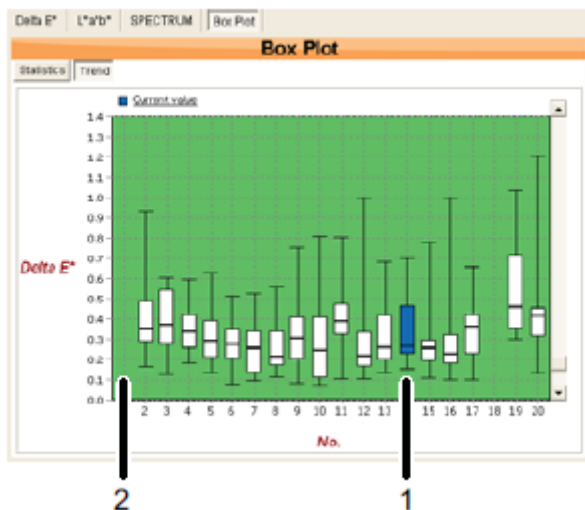 Delta E* L*a*b* SPECTRUM Box Plot
Box Plot
Statistics Trend
Current value
1.4
1.3
1.2
1.1
1.0
0.9
0.8
0.7
Delta E*
0.6
0.5
0.4
0.3
0.2
0.1
0.0
2 3 4 5 6 7 8 9 10 11 12 13 15 16 17 18 19 20
No.
2 1